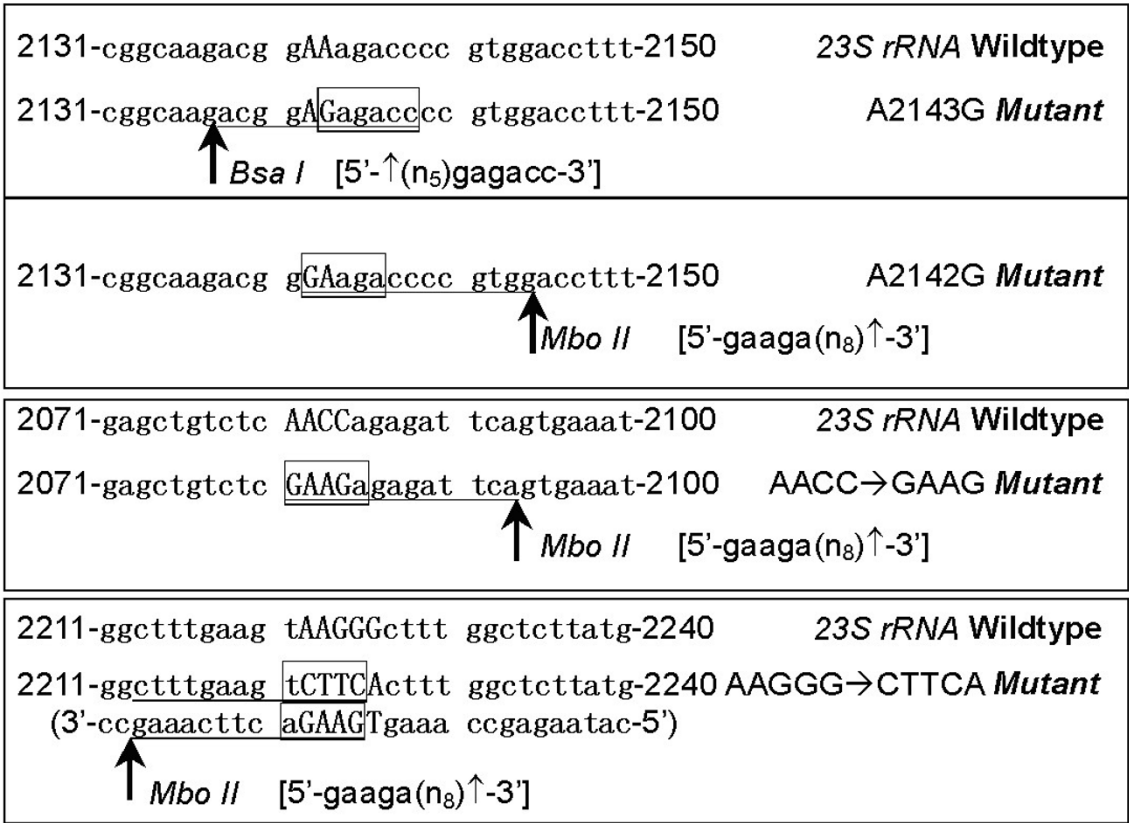 2131-cggcaagacg gAAagacccc gtggaccttt-2150 23S rRNA Wildtype
2131-cggcaagacg gAGagacccc gtggaccttt-2150 A2143G Mutant
Bsa I [5’-↑(n₅)gagacc-3’]
2131-cggcaagacg gGAagacccc gtggaccttt-2150 A2142G Mutant
Mbo II [5’-gaaga(n₈)↑-3’]
2071-gagctgtctc AACCagagat tcagtgaaat-2100 23S rRNA Wildtype
2071-gagctgtctc GAAGagagat tcagtgaaat-2100 AACC→GAAG Mutant
Mbo II [5’-gaaga(n₈)↑-3’]
2211-ggctttgaag tAAGGGcttt ggctcttatg-2240 23S rRNA Wildtype
2211-ggctttgaag tCTTCActtt ggctcttatg-2240 AAGGG→CTTCA Mutant
(3’-ccgaaacttc aGAAGTgaaa ccgagaatac-5’)
Mbo II [5’-gaaga(n₈)↑-3’]